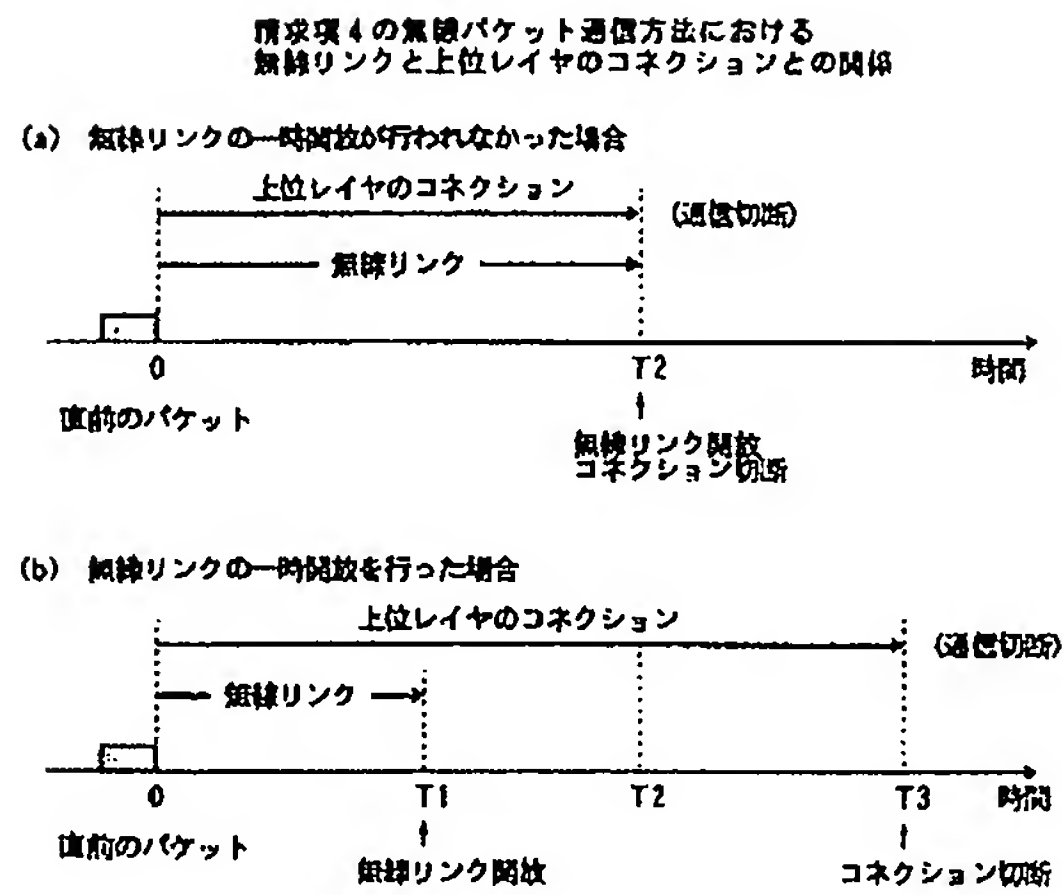 請求項4の無線パケット通信方法における
無線リンクと上位レイヤのコネクションとの関係
(a) 無線リンクの一時開放が行われなかった場合
上位レイヤのコネクション
(通信切断)
無線リンク
0
T2
時間
直前のパケット
無線リンク開放
コネクション切断
(b) 無線リンクの一時開放を行った場合
上位レイヤのコネクション
(通信切断)
無線リンク
0
T1
T2
T3
時間
直前のパケット
無線リンク開放
コネクション切断